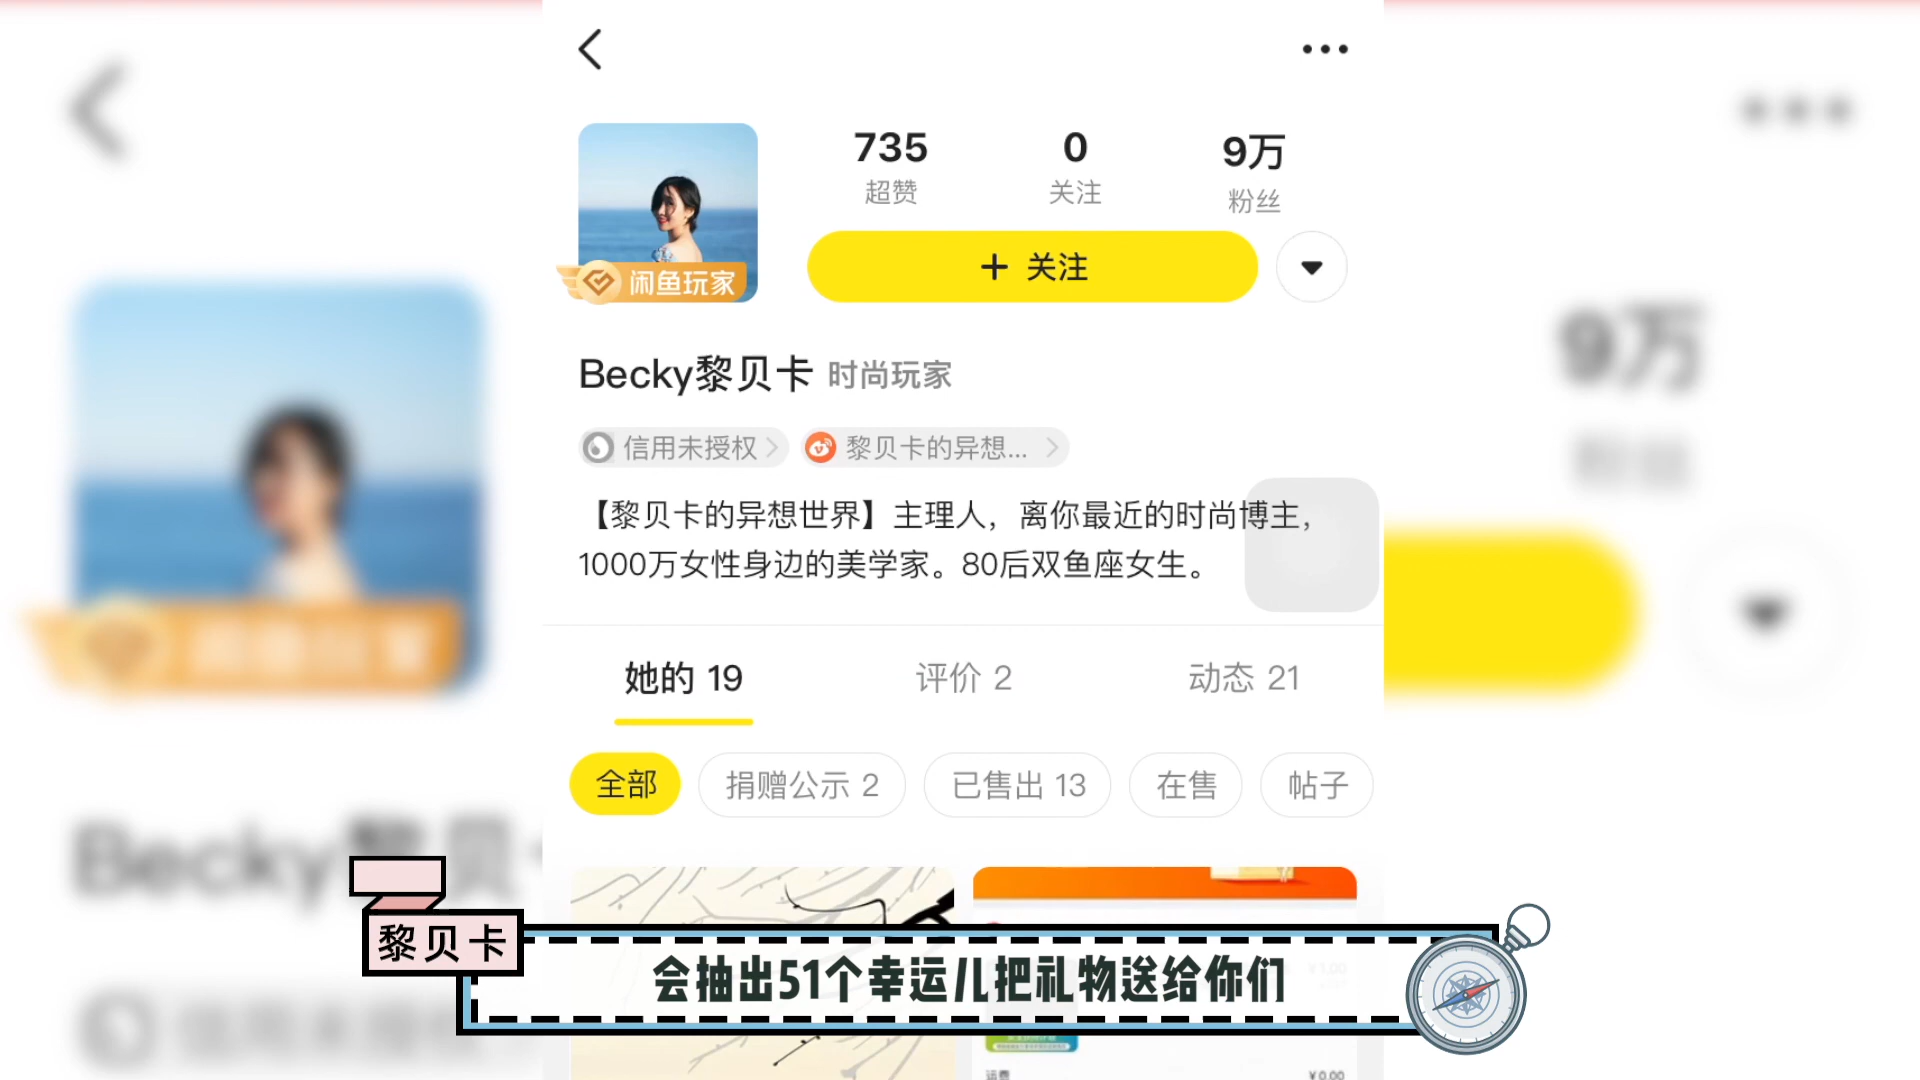 735
超赞
0
关注
9万
粉丝
+ 关注
闲鱼玩家
Becky黎贝卡 时尚玩家
信用未授权
黎贝卡的异想...
【黎贝卡的异想世界】主理人，离你最近的时尚博主，
1000万女性身边的美学家。80后双鱼座女生。
她的 19
评价 2
动态 21
全部
捐赠公示 2
已售出 13
在售
帖子
黎贝卡
会抽出51个幸运儿把礼物送给你们
运费
¥0.00